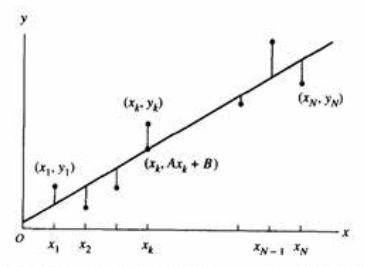 y
(x_k, y_k)
(x_N, y_N)
(x_1, y_1)
(x_k, Ax_k + B)
O x_1 x_2 x_k x_{N-1} x_N x